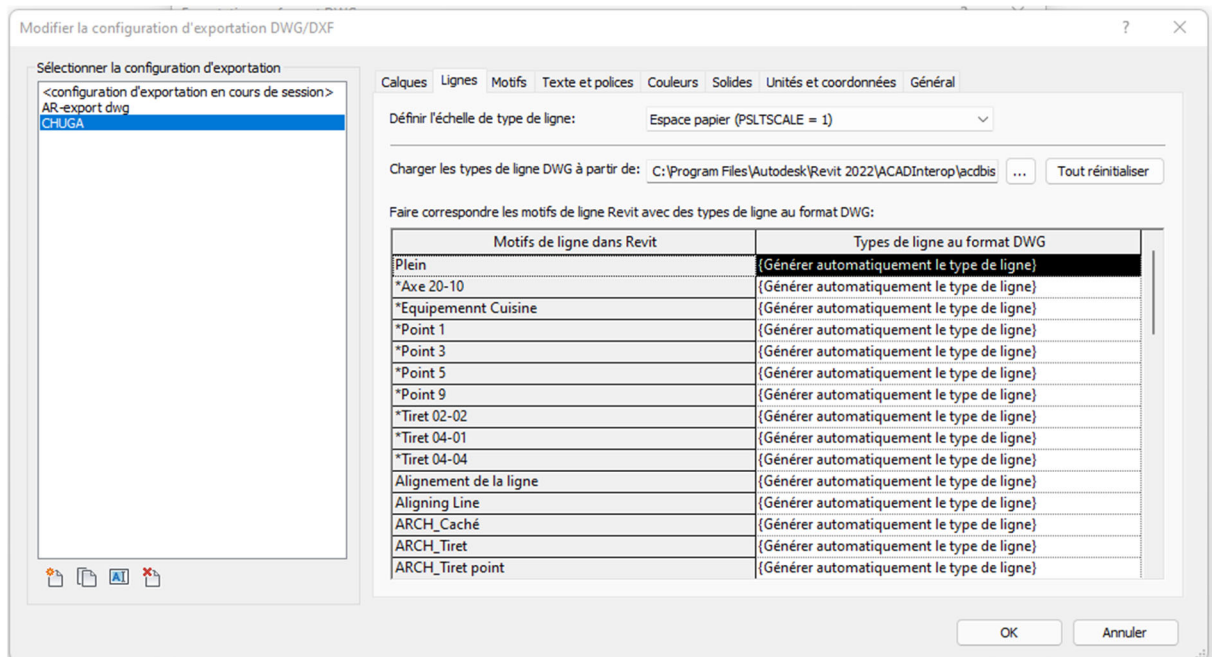 Modifier la configuration d'exportation DWG/DXF
?
Sélectionner la configuration d'exportation
<configuration d'exportation en cours de session>
AR-export dwg
CHUGA
Calques Lignes Motifs Texte et polices Couleurs Solides Unités et coordonnées Général
Définir l'échelle de type de ligne: Espace papier (PSLTSCALE = 1)
Charger les types de ligne DWG à partir de: C:\Program Files\Autodesk\Revit 2022\ACADInterop\acdbis ... Tout réinitialiser
Faire correspondre les motifs de ligne Revit avec des types de ligne au format DWG:
Motifs de ligne dans Revit Types de ligne au format DWG
Plein {Générer automatiquement le type de ligne}
*Axe 20-10 {Générer automatiquement le type de ligne}
*Equipemennt Cuisine {Générer automatiquement le type de ligne}
*Point 1 {Générer automatiquement le type de ligne}
*Point 3 {Générer automatiquement le type de ligne}
*Point 5 {Générer automatiquement le type de ligne}
*Point 9 {Générer automatiquement le type de ligne}
*Tiret 02-02 {Générer automatiquement le type de ligne}
*Tiret 04-01 {Générer automatiquement le type de ligne}
*Tiret 04-04 {Générer automatiquement le type de ligne}
Alignement de la ligne {Générer automatiquement le type de ligne}
Aligning Line {Générer automatiquement le type de ligne}
ARCH_Caché {Générer automatiquement le type de ligne}
ARCH_Tiret {Générer automatiquement le type de ligne}
ARCH_Tiret point {Générer automatiquement le type de ligne}
AI
OK Annuler